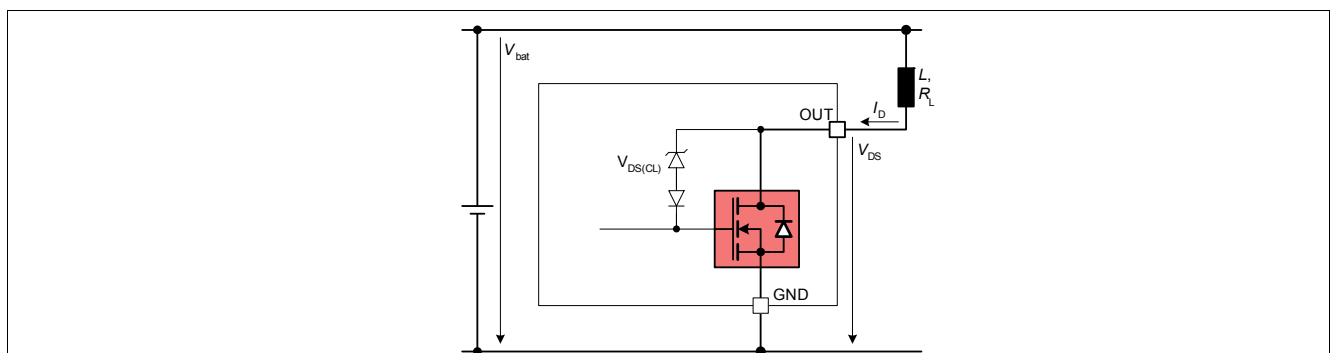 V_bat
L,
R_L
OUT
I_D
V_DS(CL)
V_DS
GND